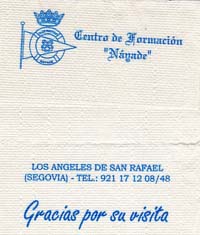 Centro de Formación
"Náyade"
LOS ANGELES DE SAN RAFAEL
(SEGOVIA) - TEL.: 921 17 12 08/48
Gracias por su visita